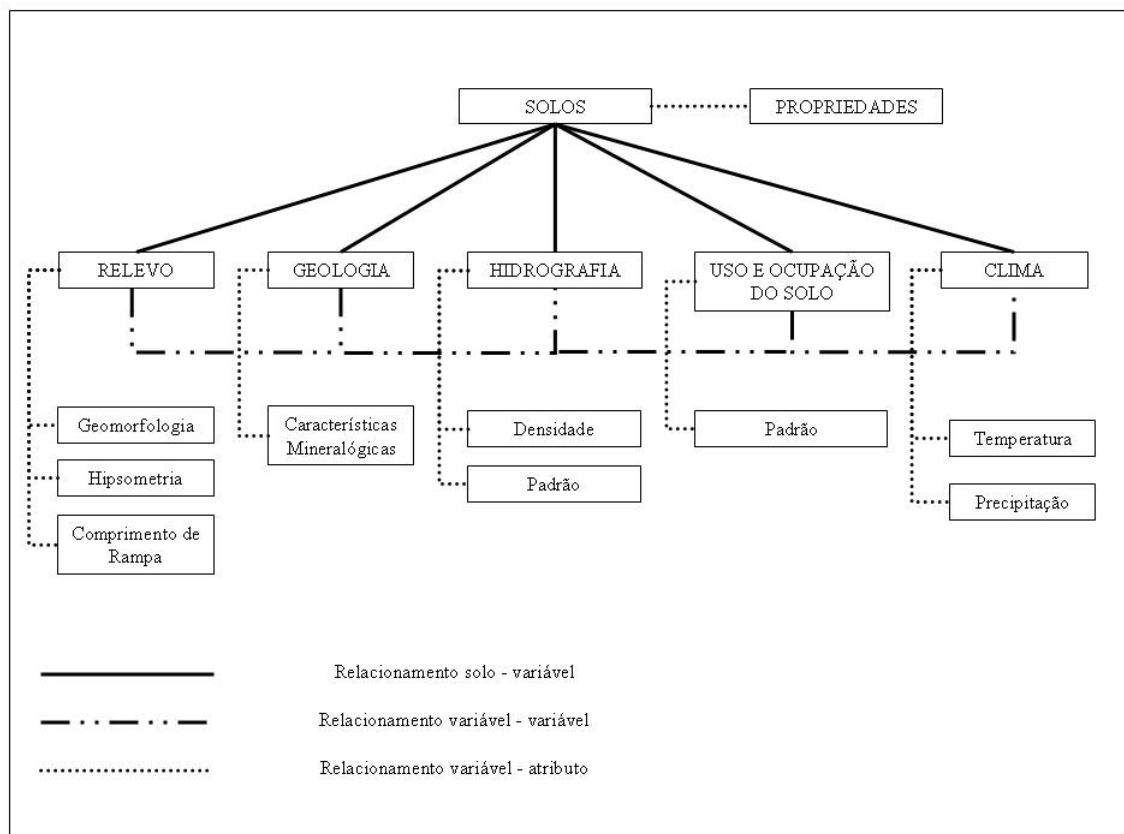 SOLOS
PROPRIEDADES
RELEVO
GEOLOGIA
HIDROGRAFIA
USO E OCUPAÇÃO
DO SOLO
CLIMA
Geomorfologia
Hipsometria
Comprimento de
Rampa
Características
Mineralógicas
Densidade
Padrão
Padrão
Temperatura
Precipitação
Relacionamento solo - variável
Relacionamento variável - variável
Relacionamento variável - atributo